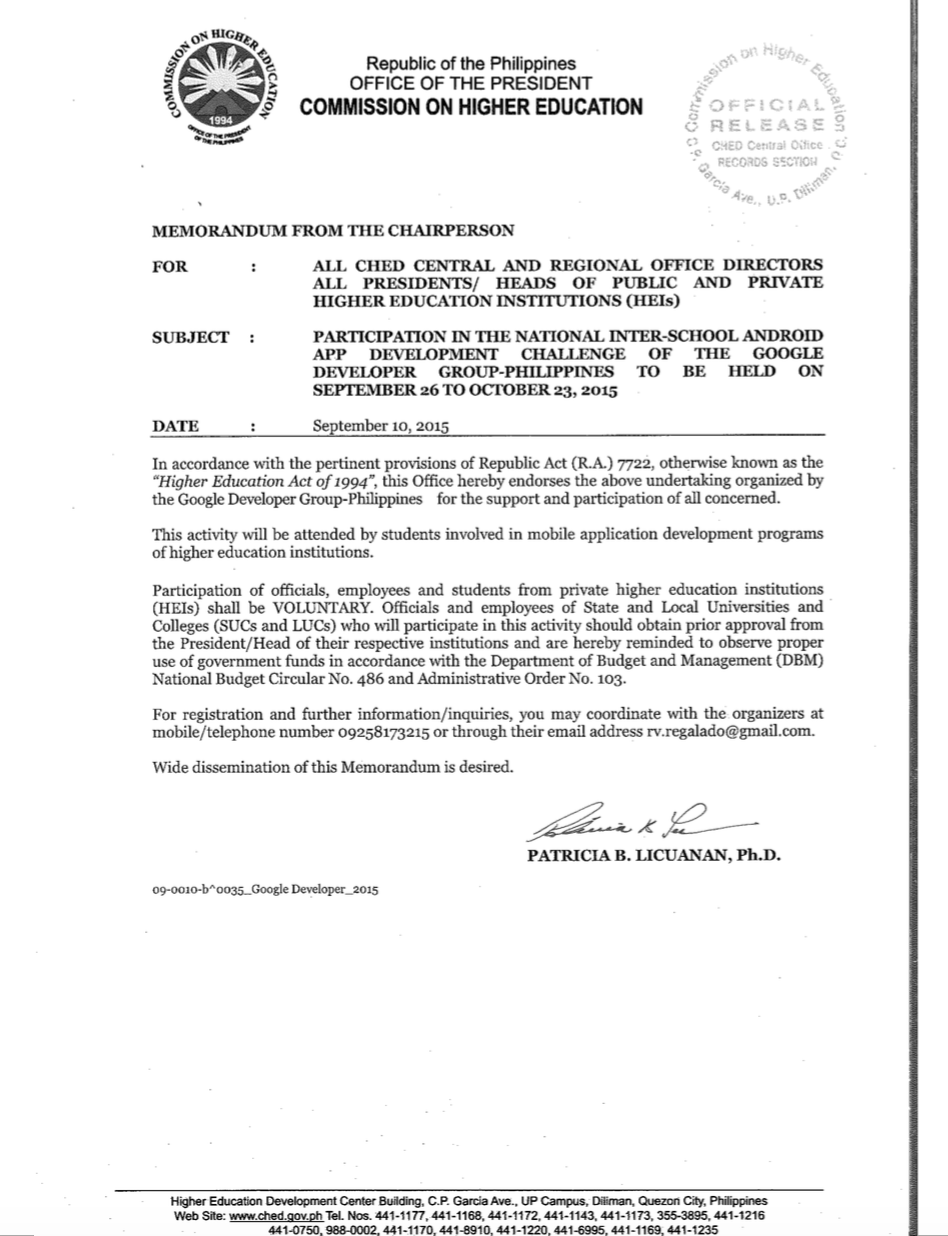 COMMISSION ON HIGHER EDUCATION
1994
OFFICE OF THE PRESIDENT
OF THE PHILIPPINES
Republic of the Philippines
OFFICE OF THE PRESIDENT
COMMISSION ON HIGHER EDUCATION
Commission on Higher Education
OFFICIAL
RELEASE
CHED Central Office
RECORDS SECTION
C.P. Garcia Ave., U.P. Diliman, Q.C.
MEMORANDUM FROM THE CHAIRPERSON
FOR : ALL CHED CENTRAL AND REGIONAL OFFICE DIRECTORS
ALL PRESIDENTS/ HEADS OF PUBLIC AND PRIVATE
HIGHER EDUCATION INSTITUTIONS (HEIs)
SUBJECT : PARTICIPATION IN THE NATIONAL INTER-SCHOOL ANDROID
APP DEVELOPMENT CHALLENGE OF THE GOOGLE
DEVELOPER GROUP-PHILIPPINES TO BE HELD ON
SEPTEMBER 26 TO OCTOBER 23, 2015
DATE : September 10, 2015
In accordance with the pertinent provisions of Republic Act (R.A.) 7722, otherwise known as the
“Higher Education Act of 1994”, this Office hereby endorses the above undertaking organized by
the Google Developer Group-Philippines for the support and participation of all concerned.
This activity will be attended by students involved in mobile application development programs
of higher education institutions.
Participation of officials, employees and students from private higher education institutions
(HEIs) shall be VOLUNTARY. Officials and employees of State and Local Universities and
Colleges (SUCs and LUCs) who will participate in this activity should obtain prior approval from
the President/Head of their respective institutions and are hereby reminded to observe proper
use of government funds in accordance with the Department of Budget and Management (DBM)
National Budget Circular No. 486 and Administrative Order No. 103.
For registration and further information/inquiries, you may coordinate with the organizers at
mobile/telephone number 09258173215 or through their email address rv.regalado@gmail.com.
Wide dissemination of this Memorandum is desired.
PATRICIA B. LICUANAN, Ph.D.
09-0010-b^0035_Google Developer_2015
Higher Education Development Center Building, C.P. Garcia Ave., UP Campus, Diliman, Quezon City, Philippines
Web Site: www.ched.gov.ph Tel. Nos. 441-1177, 441-1168, 441-1172, 441-1143, 441-1173, 355-3895, 441-1216
441-0750, 988-0002, 441-1170, 441-8910, 441-1220, 441-6995, 441-1169, 441-1235